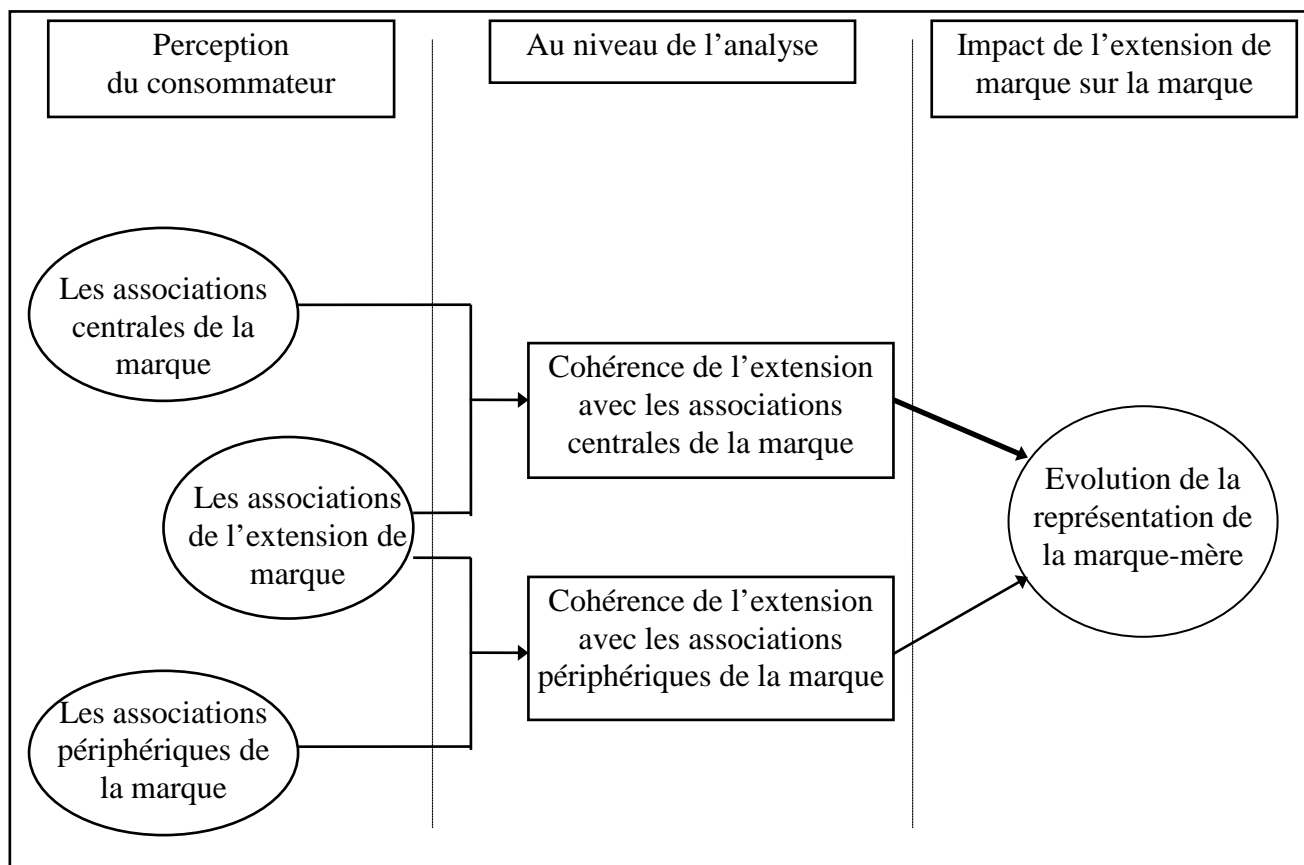 Perception
du consommateur
Au niveau de l’analyse
Impact de l’extension de
marque sur la marque
Les associations
centrales de la
marque
Les associations
de l’extension de
marque
Les associations
périphériques de
la marque
Cohérence de l’extension
avec les associations
centrales de la marque
Cohérence de l’extension
avec les associations
périphériques de la marque
Evolution de la
représentation de
la marque-mère